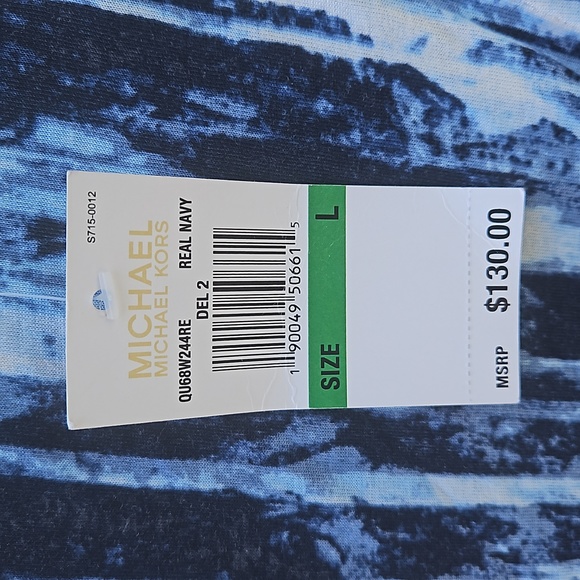 S715-0012
MICHAEL
MICHAEL KORS
QU68W244RE REAL NAVY
DEL 2
1 90049 50661 5
SIZE L
MSRP $130.00